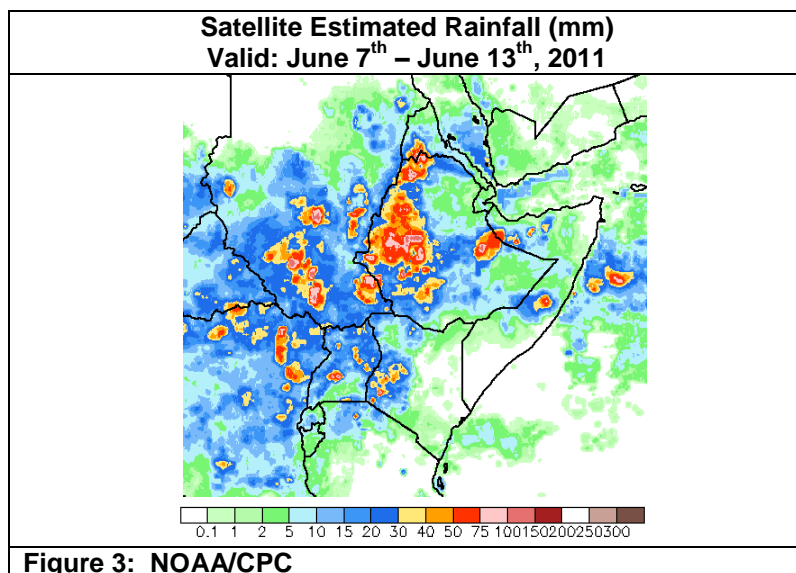 Satellite Estimated Rainfall (mm)
Valid: June 7th – June 13th, 2011
0.1 1 2 5 10 15 20 30 40 50 75 100 150 200 250 300
Figure 3: NOAA/CPC